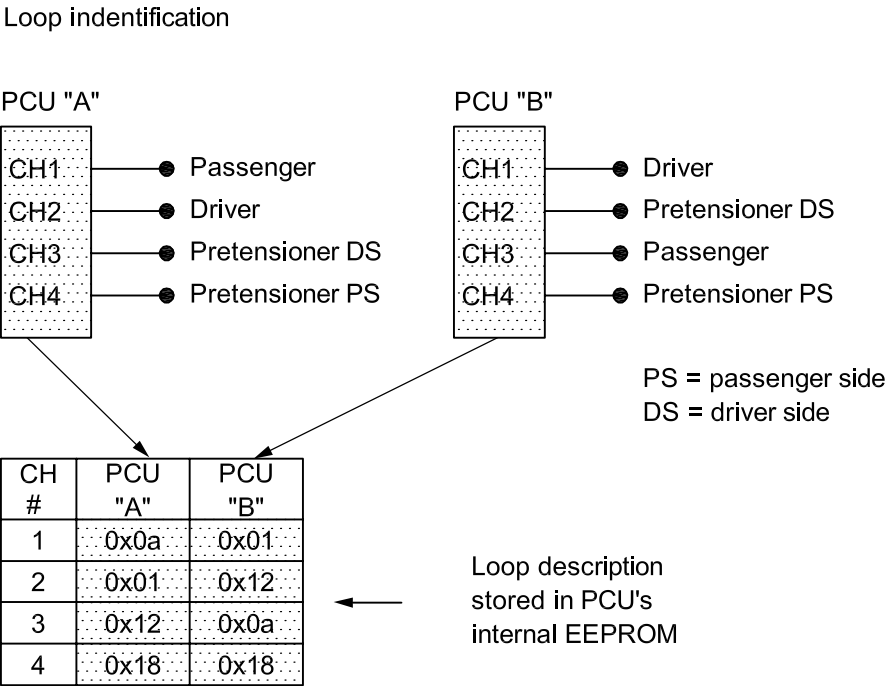 Loop indentification
PCU "A"
CH1 Passenger
CH2 Driver
CH3 Pretensioner DS
CH4 Pretensioner PS
PCU "B"
CH1 Driver
CH2 Pretensioner DS
CH3 Passenger
CH4 Pretensioner PS
PS = passenger side
DS = driver side
CH # PCU "A" PCU "B"
1 0x0a 0x01
2 0x01 0x12
3 0x12 0x0a
4 0x18 0x18
Loop description
stored in PCU's
internal EEPROM